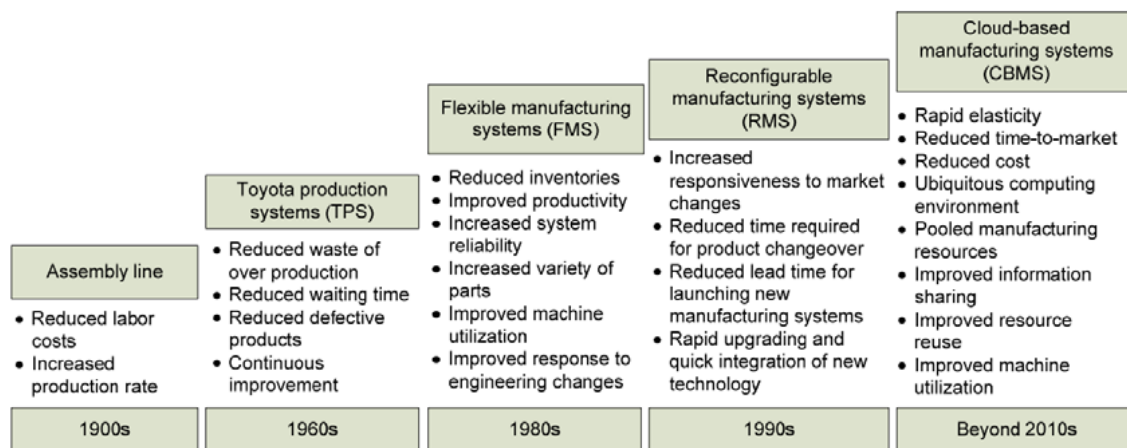 Assembly line
• Reduced labor
costs
• Increased
production rate
1900s
Toyota production
systems (TPS)
• Reduced waste of
over production
• Reduced waiting time
• Reduced defective
products
• Continuous
improvement
1960s
Flexible manufacturing
systems (FMS)
• Reduced inventories
• Improved productivity
• Increased system
reliability
• Increased variety of
parts
• Improved machine
utilization
• Improved response to
engineering changes
1980s
Reconfigurable
manufacturing systems
(RMS)
• Increased
responsiveness to market
changes
• Reduced time required
for product changeover
• Reduced lead time for
launching new
manufacturing systems
• Rapid upgrading and
quick integration of new
technology
1990s
Cloud-based
manufacturing systems
(CBMS)
• Rapid elasticity
• Reduced time-to-market
• Reduced cost
• Ubiquitous computing
environment
• Pooled manufacturing
resources
• Improved information
sharing
• Improved resource
reuse
• Improved machine
utilization
Beyond 2010s